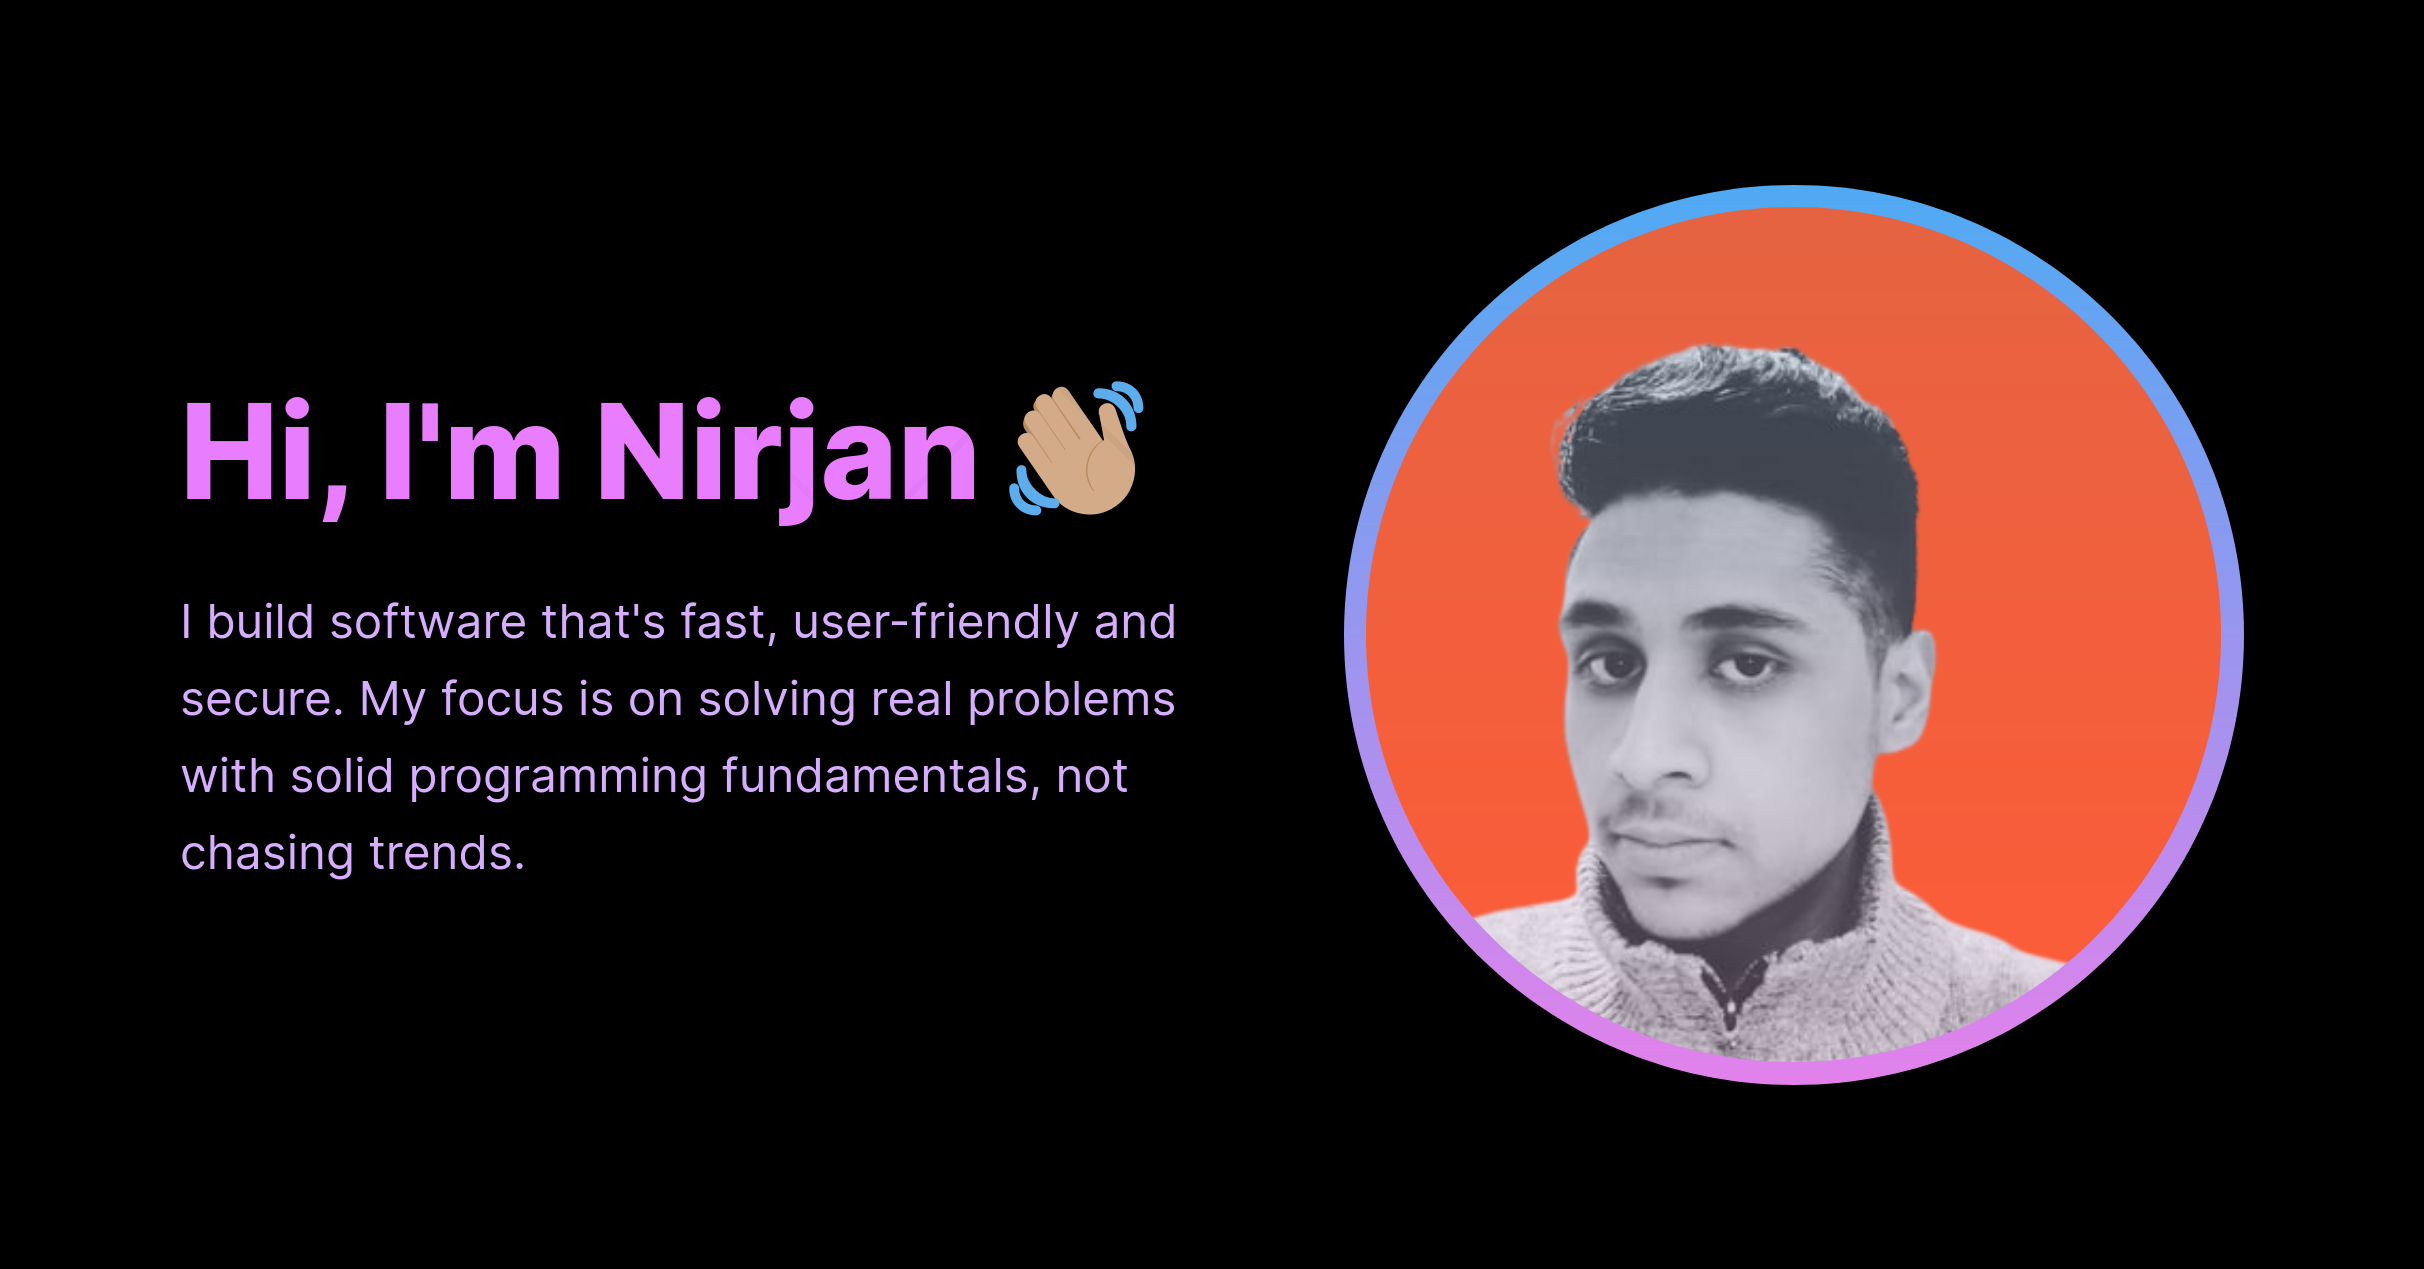 Hi, I'm Nirjan 👋🏼
I build software that's fast, user-friendly and
secure. My focus is on solving real problems
with solid programming fundamentals, not
chasing trends.